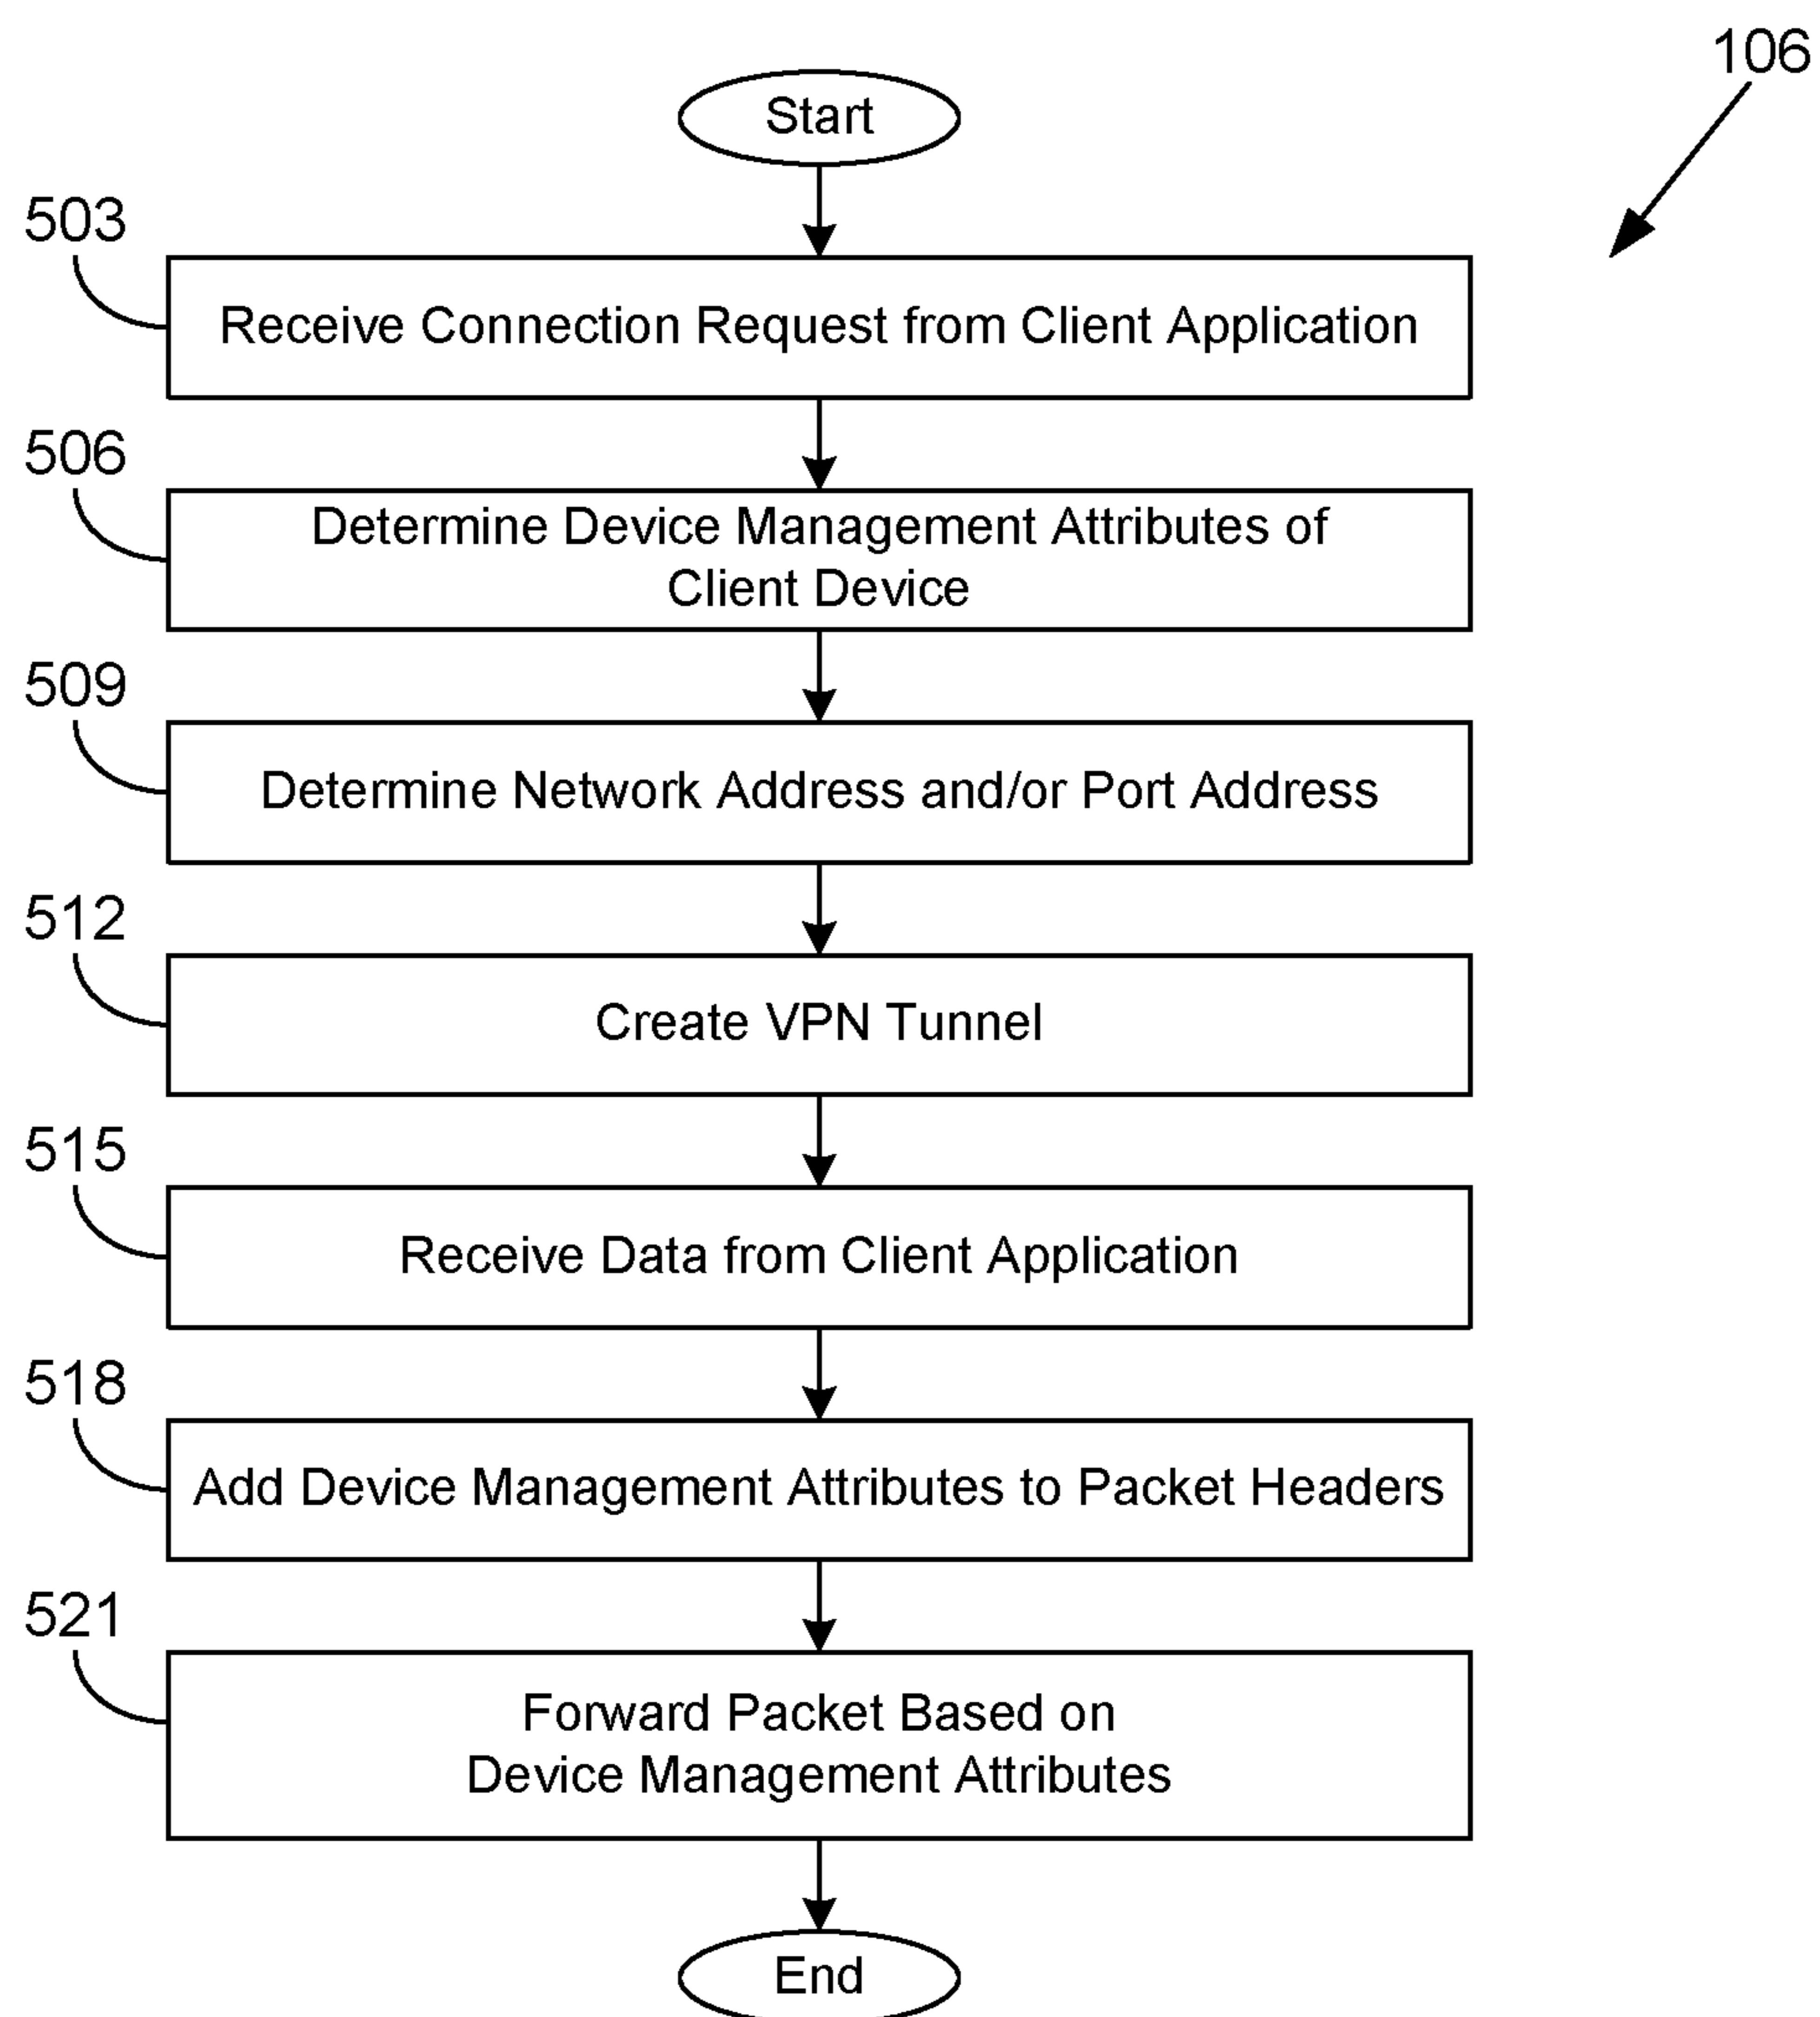 106
Start
503
Receive Connection Request from Client Application
506
Determine Device Management Attributes of
Client Device
509
Determine Network Address and/or Port Address
512
Create VPN Tunnel
515
Receive Data from Client Application
518
Add Device Management Attributes to Packet Headers
521
Forward Packet Based on
Device Management Attributes
End